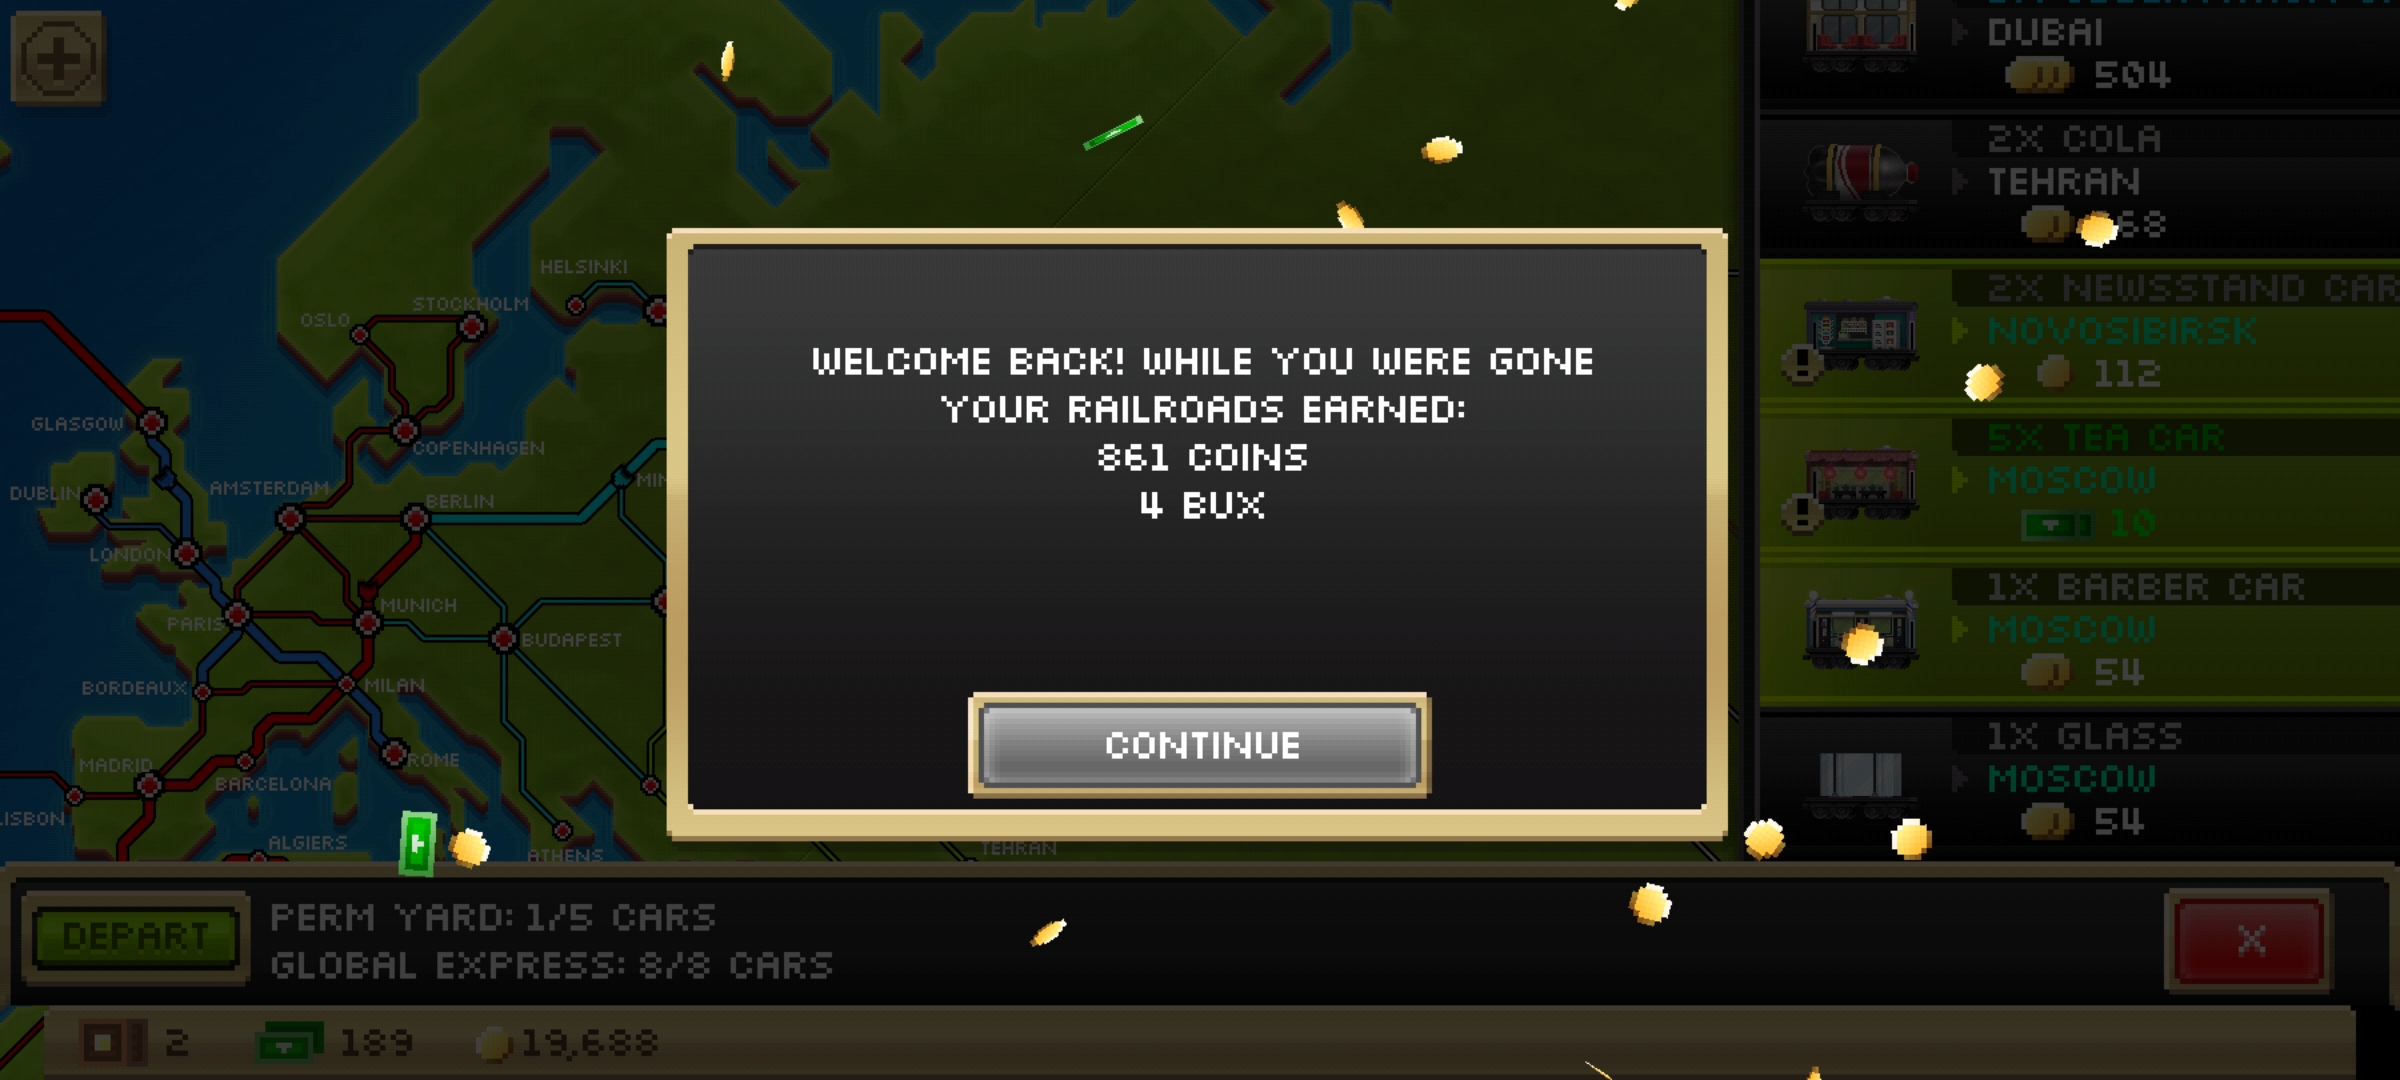 HELSINKI
STOCKHOLM
OSLO
GLASGOW
COPENHAGEN
DUBLIN
AMSTERDAM
BERLIN
LONDON
MUNICH
PARIS
BUDAPEST
BORDEAUX
MILAN
MADRID
ROME
BARCELONA
ALGIERS
ATHENS
TEHRAN
WELCOME BACK! WHILE YOU WERE GONE
YOUR RAILROADS EARNED:
861 COINS
4 BUX
CONTINUE
DUBAI
504
2X COLA
TEHRAN
2X NEWSSTAND CAR
NOVOSIBIRSK
112
5X TEA CAR
MOSCOW
10
1X BARBER CAR
MOSCOW
54
1X GLASS
MOSCOW
54
DEPART
PERM YARD: 1/5 CARS
GLOBAL EXPRESS: 8/8 CARS
X
2
189
19,688